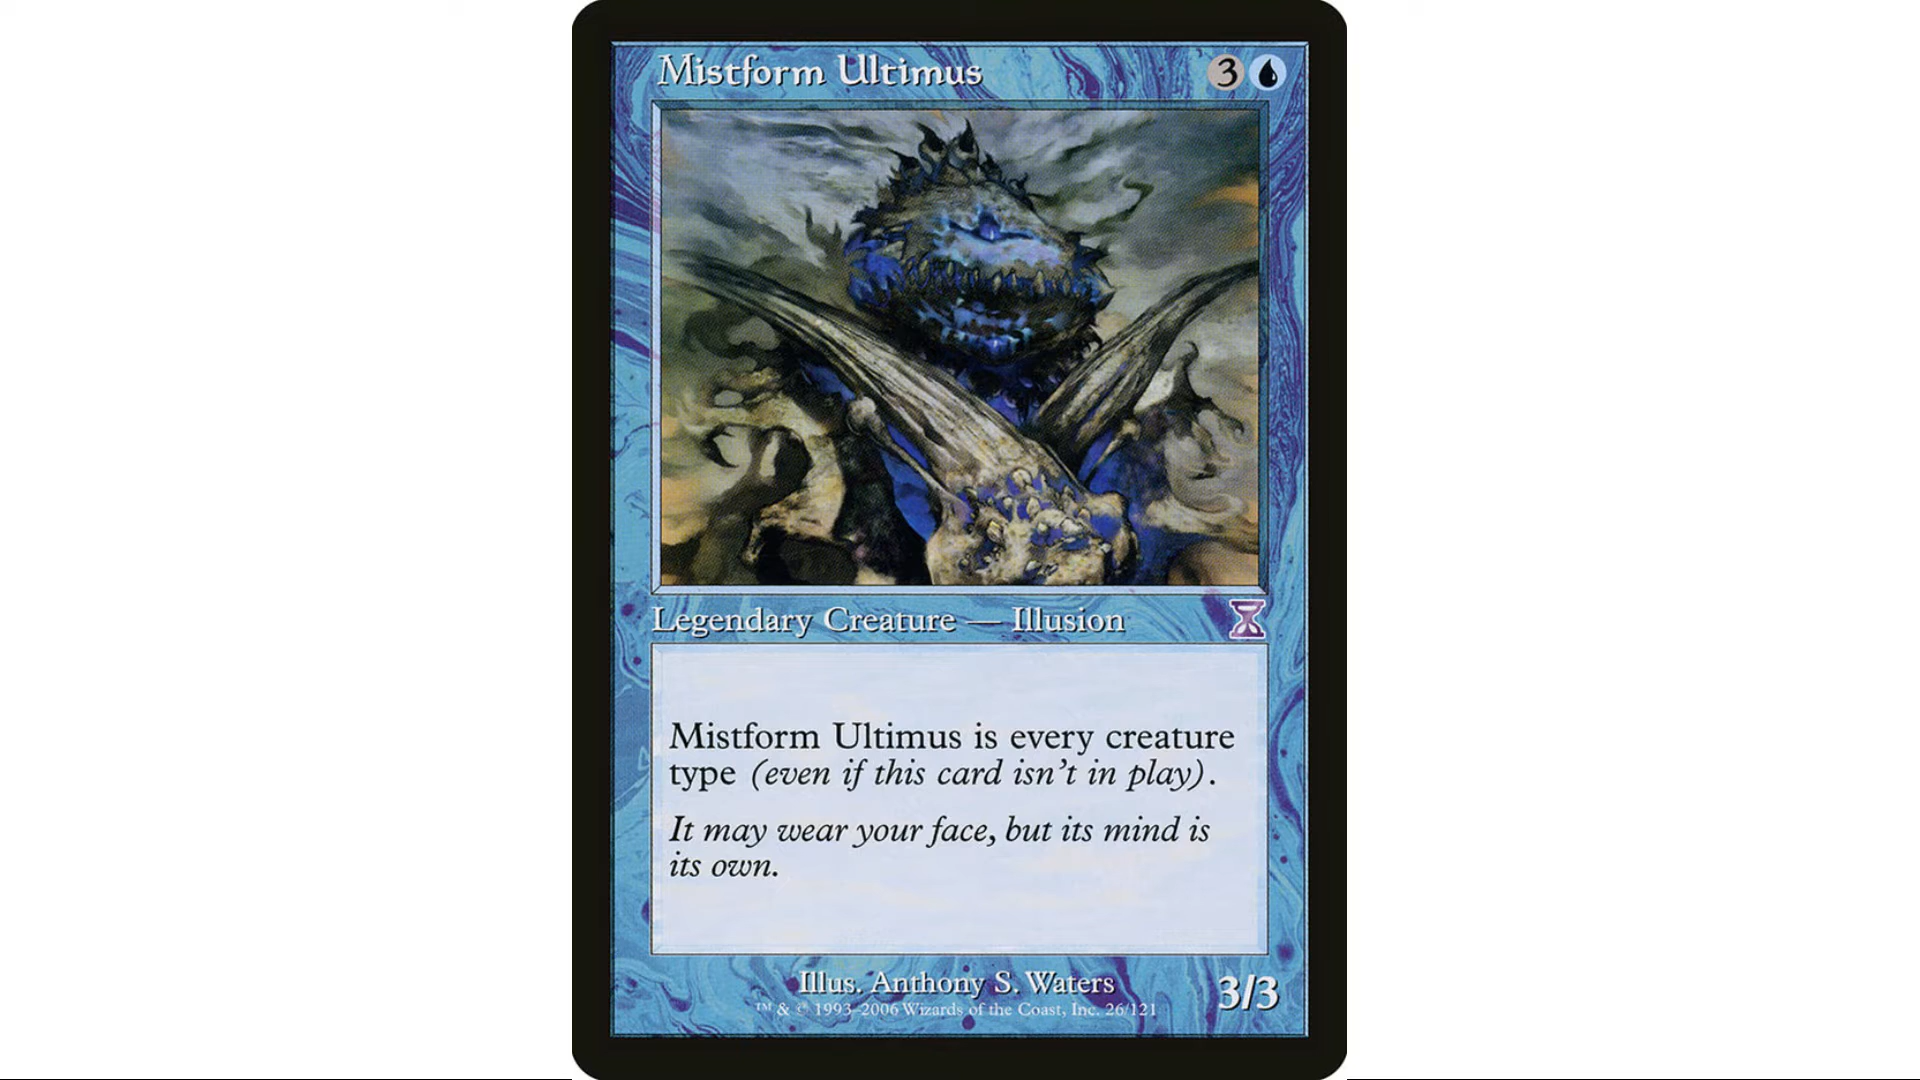 Mistform Ultimus 3
Legendary Creature — Illusion
Mistform Ultimus is every creature
type (even if this card isn't in play).
It may wear your face, but its mind is
its own.
Illus. Anthony S. Waters
™ & © 1993–2006 Wizards of the Coast, Inc. 26/121
3/3